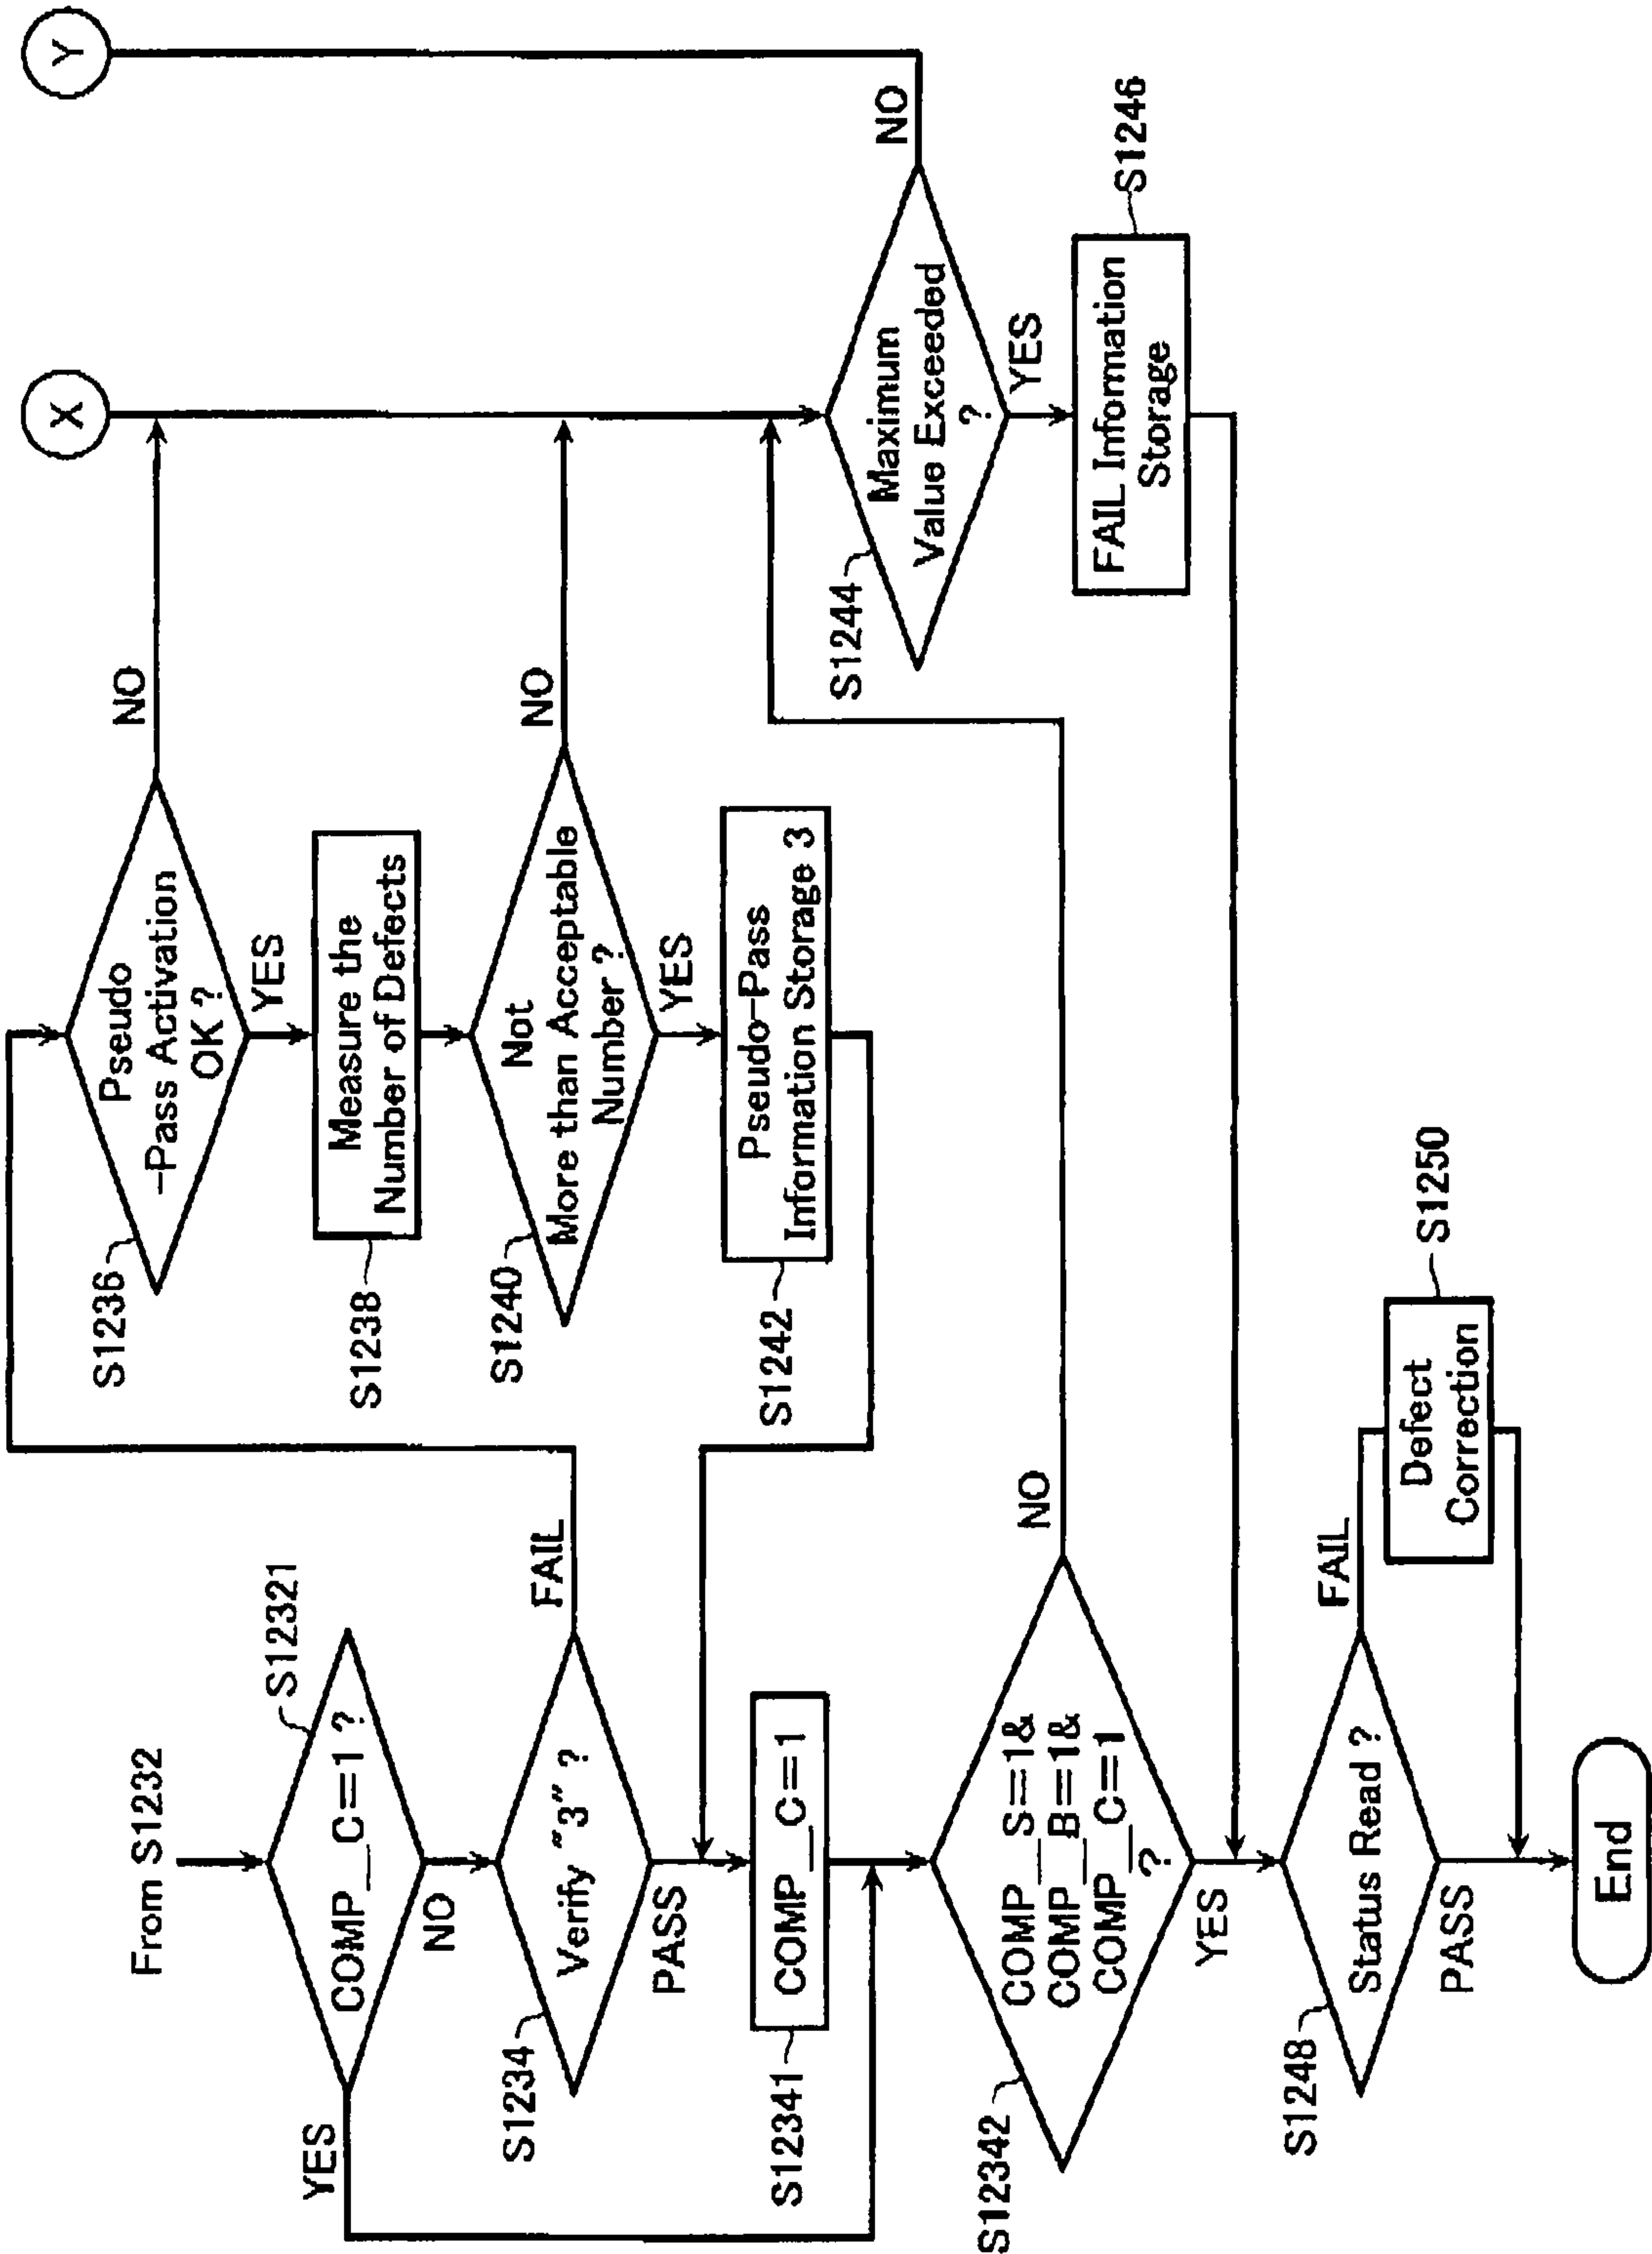 From S1232
COMP_C=1 ?
S12321
YES
NO
Verify “3” ?
S1234
FAIL
PASS
COMP_C=1
S12341
COMP_S=1&
COMP_B=1&
COMP_C=1
?
S12342
NO
YES
Status Read ?
S1248
FAIL
PASS
Defect
Correction
S1250
End
Pseudo
-Pass Activation
OK ?
S1236
NO
YES
Measure the
Number of Defects
S1238
Not
More than Acceptable
Number ?
S1240
NO
YES
Pseudo-Pass
Information Storage 3
S1242
X
Y
Maximum
Value Exceeded
?
S1244
NO
YES
FAIL Information
Storage
S1246